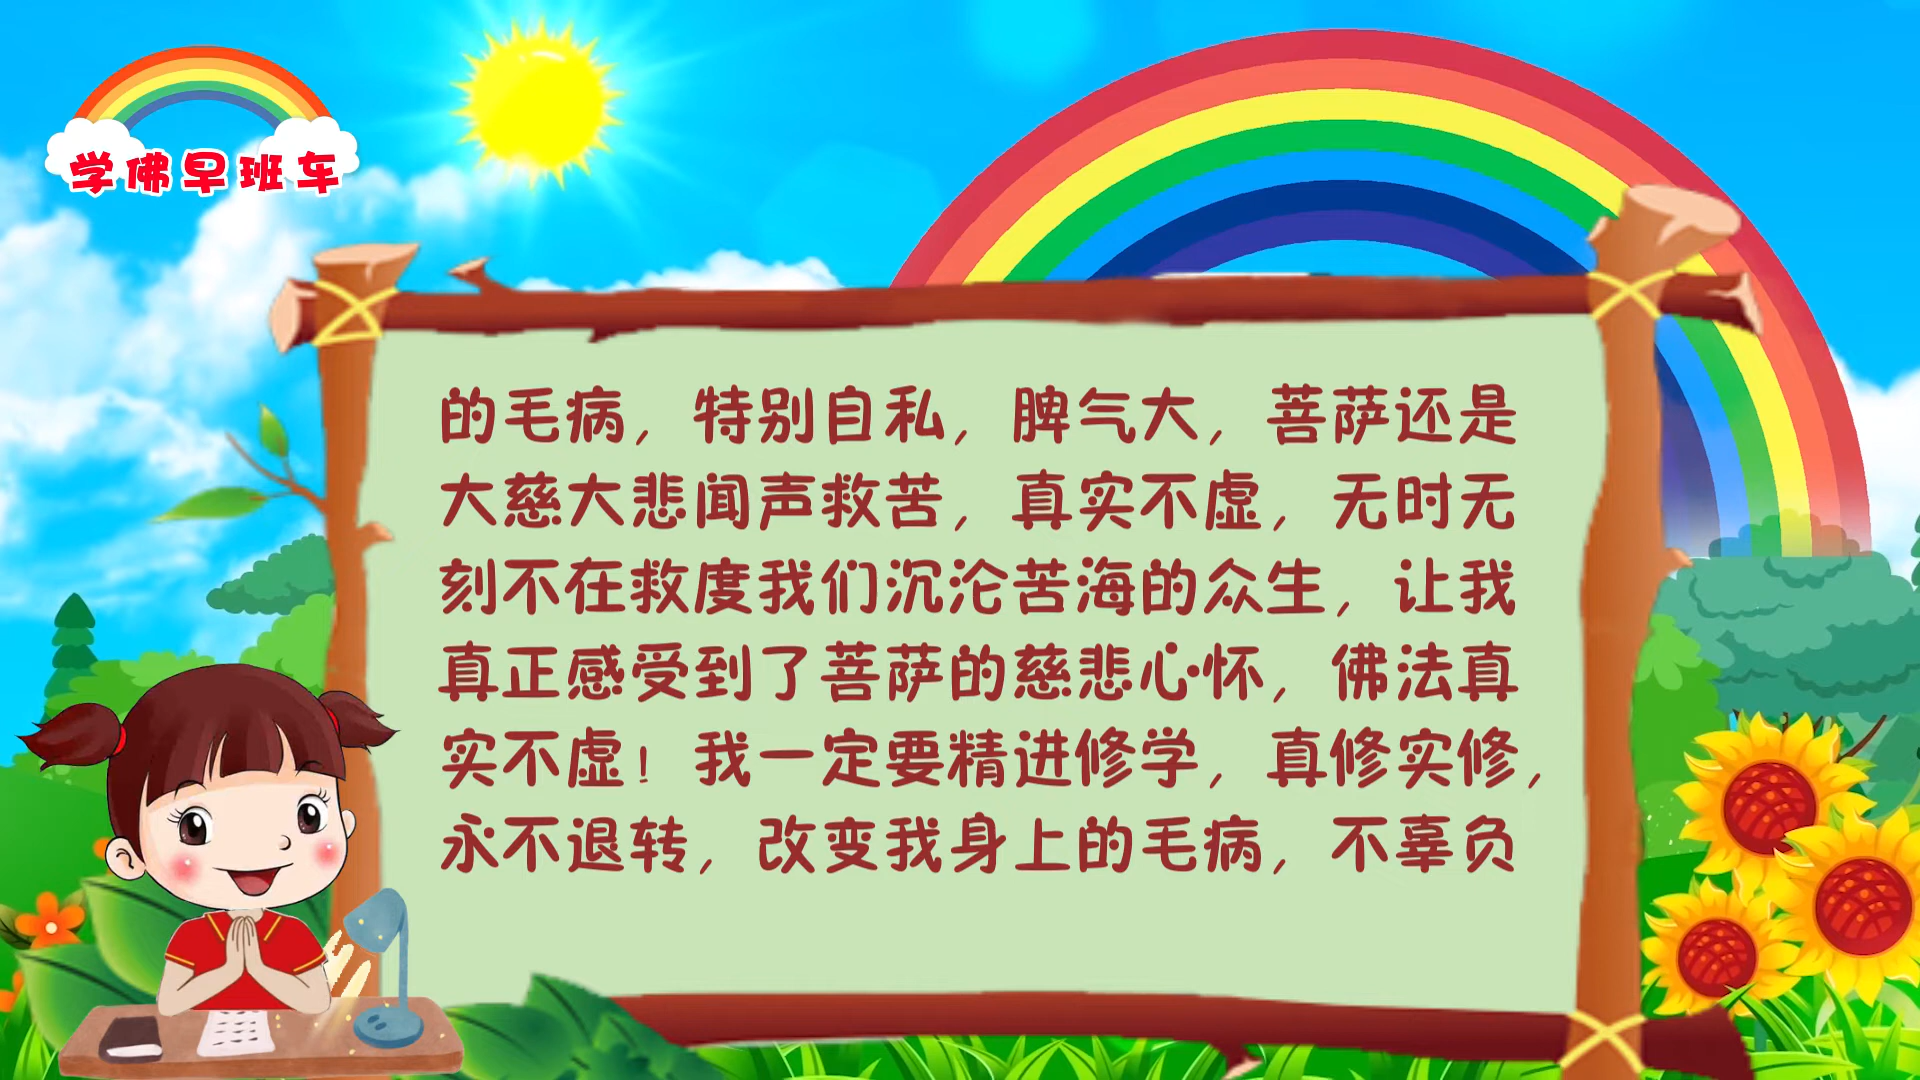 学佛早班车
的毛病，特别自私，脾气大，菩萨还是
大慈大悲闻声救苦，真实不虚，无时无
刻不在救度我们沉沦苦海的众生，让我
真正感受到了菩萨的慈悲心怀，佛法真
实不虚！我一定要精进修学，真修实修，
永不退转，改变我身上的毛病，不辜负